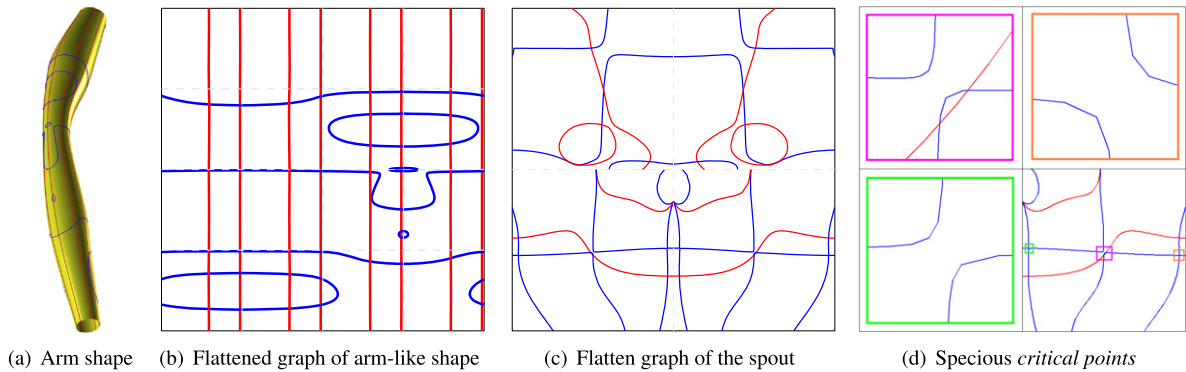 (a) Arm shape
(b) Flattened graph of arm-like shape
(c) Flatten graph of the spout
(d) Specious critical points